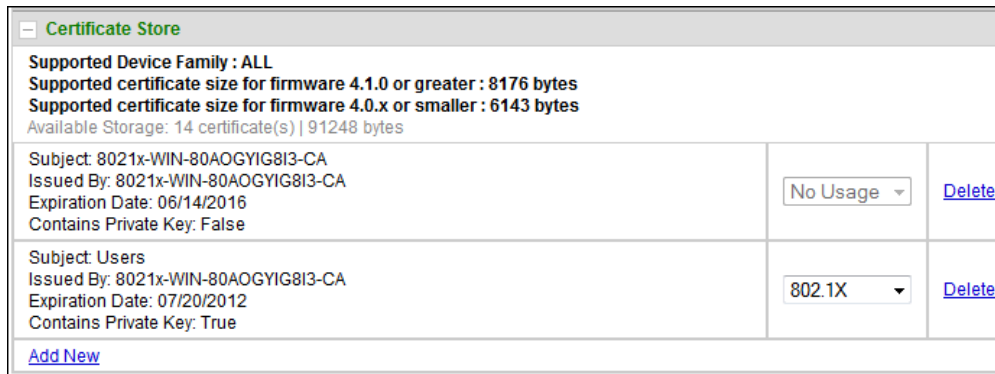 Certificate Store
Supported Device Family : ALL
Supported certificate size for firmware 4.1.0 or greater : 8176 bytes
Supported certificate size for firmware 4.0.x or smaller : 6143 bytes
Available Storage: 14 certificate(s) | 91248 bytes
Subject: 8021x-WIN-80AOGYIG8I3-CA
Issued By: 8021x-WIN-80AOGYIG8I3-CA
Expiration Date: 06/14/2016
Contains Private Key: False
No Usage
Delete
Subject: Users
Issued By: 8021x-WIN-80AOGYIG8I3-CA
Expiration Date: 07/20/2012
Contains Private Key: True
802.1X
Delete
Add New